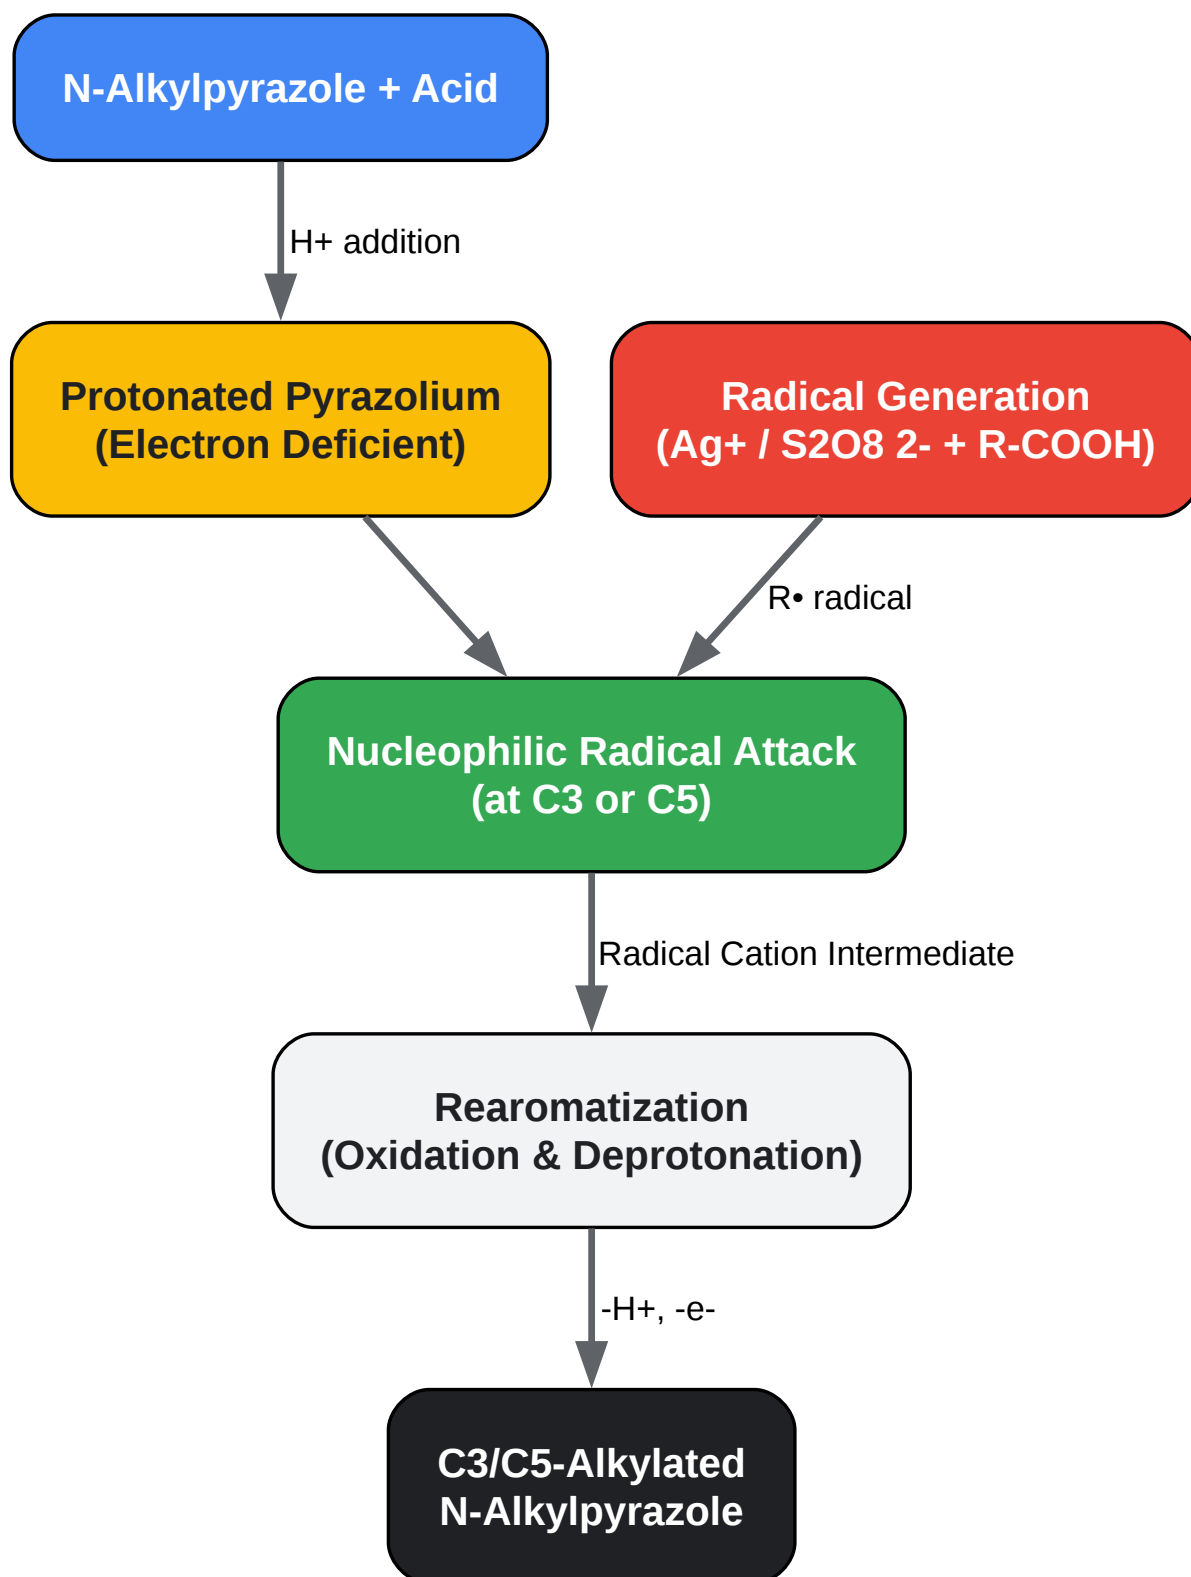 N-Alkylpyrazole + Acid
H+ addition
Protonated Pyrazolium
(Electron Deficient)
Radical Generation
(Ag+ / S2O8 2- + R-COOH)
R• radical
Nucleophilic Radical Attack
(at C3 or C5)
Radical Cation Intermediate
Rearomatization
(Oxidation & Deprotonation)
-H+, -e-
C3/C5-Alkylated
N-Alkylpyrazole